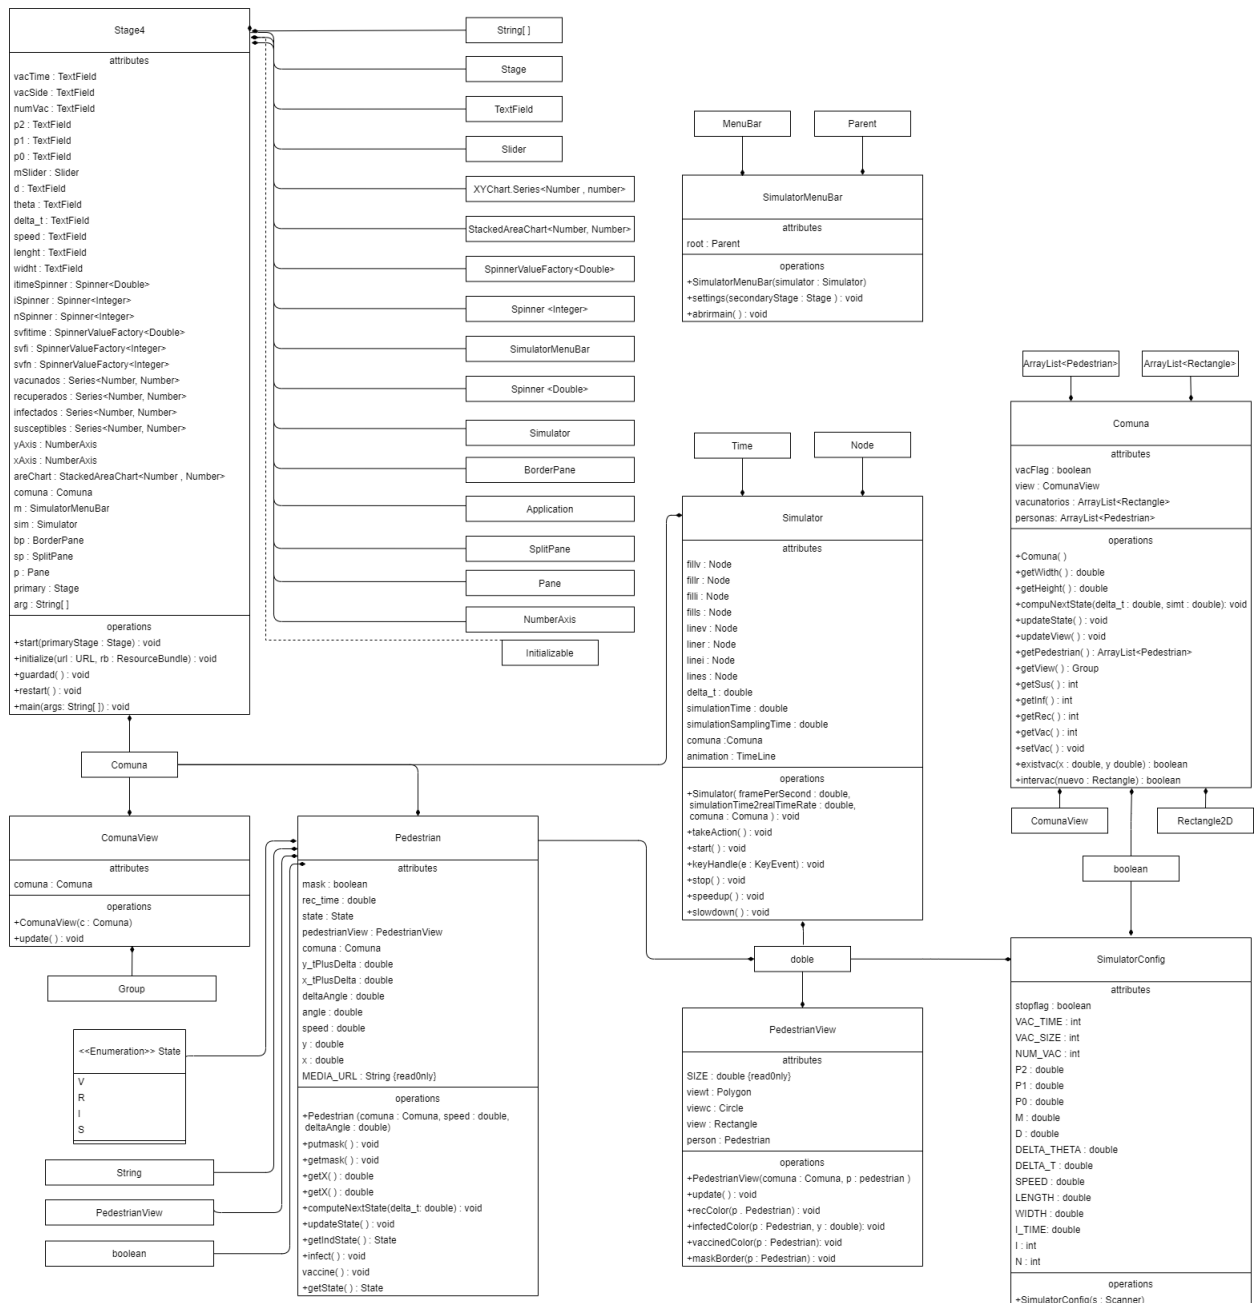 Stage4
attributes
vacTime : TextField
vacSide : TextField
numVac : TextField
p2 : TextField
p1 : TextField
p0 : TextField
mSlider : Slider
d : TextField
theta : TextField
delta_t : TextField
speed : TextField
lenght : TextField
widht : TextField
itimeSpinner : Spinner<Double>
iSpinner : Spinner<Integer>
nSpinner : Spinner<Integer>
svfitime : SpinnerValueFactory<Double>
svfi : SpinnerValueFactory<Integer>
svfn : SpinnerValueFactory<Integer>
vacunados : Series<Number, Number>
recuperados : Series<Number, Number>
infectados : Series<Number, Number>
susceptibles : Series<Number, Number>
yAxis : NumberAxis
xAxis : NumberAxis
areChart : StackedAreaChart<Number , Number>
comuna : Comuna
m : SimulatorMenuBar
sim : Simulator
bp : BorderPane
sp : SplitPane
p : Pane
primary : Stage
arg : String[ ]
operations
+start(primaryStage : Stage) : void
+initialize(url : URL, rb : ResourceBundle) : void
+guardad( ) : void
+restart( ) : void
+main(args: String[ ]) : void
String[ ]
Stage
TextField
Slider
XYChart.Series<Number , number>
StackedAreaChart<Number, Number>
SpinnerValueFactory<Double>
Spinner <Integer>
SimulatorMenuBar
Spinner <Double>
Simulator
BorderPane
Application
SplitPane
Pane
NumberAxis
Initializable
MenuBar
Parent
SimulatorMenuBar
attributes
root : Parent
operations
+SimulatorMenuBar(simulator : Simulator)
+settings(secondaryStage : Stage ) : void
+abrirmain( ) : void
Time
Node
Simulator
attributes
fillv : Node
fillr : Node
filli : Node
fills : Node
linev : Node
liner : Node
linei : Node
lines : Node
delta_t : double
simulationTime : double
simulationSamplingTime : double
comuna :Comuna
animation : TimeLine
operations
+Simulator( framePerSecond : double,
simulationTime2realTimeRate : double,
comuna : Comuna ) : void
+takeAction( ) : void
+start( ) : void
+keyHandle(e : KeyEvent) : void
+stop( ) : void
+speedup( ) : void
+slowdown( ) : void
ArrayList<Pedestrian>
ArrayList<Rectangle>
Comuna
attributes
vacFlag : boolean
view : ComunaView
vacunatorios : ArrayList<Rectangle>
personas: ArrayList<Pedestrian>
operations
+Comuna( )
+getWidth( ) : double
+getHeight( ) : double
+compuNextState(delta_t : double, simt : double): void
+updateState( ) : void
+updateView( ) : void
+getPedestrian( ) : ArrayList<Pedestrian>
+getView( ) : Group
+getSus( ) : int
+getInf( ) : int
+getRec( ) : int
+getVac( ) : int
+setVac( ) : void
+existvac(x : double, y double) : boolean
+intervac(nuevo : Rectangle) : boolean
ComunaView
Rectangle2D
boolean
Comuna
ComunaView
attributes
comuna : Comuna
operations
+ComunaView(c : Comuna)
+update( ) : void
Group
<<Enumeration>> State
V
R
I
S
String
PedestrianView
boolean
Pedestrian
attributes
mask : boolean
rec_time : double
state : State
pedestrianView : PedestrianView
comuna : Comuna
y_tPlusDelta : double
x_tPlusDelta : double
deltaAngle : double
angle : double
speed : double
y : double
x : double
MEDIA_URL : String {read0nly}
operations
+Pedestrian (comuna : Comuna, speed : double,
deltaAngle : double)
+putmask( ) : void
+getmask( ) : void
+getX( ) : double
+getX( ) : double
+computeNextState(delta_t: double) : void
+updateState( ) : void
+getIndState( ) : State
+infect( ) : void
vaccine( ) : void
+getState( ) : State
doble
PedestrianView
attributes
SIZE : double {read0nly}
viewt : Polygon
viewc : Circle
view : Rectangle
person : Pedestrian
operations
+PedestrianView(comuna : Comuna, p : pedestrian )
+update( ) : void
+recColor(p . Pedestrian) : void
+infectedColor(p : Pedestrian, y : double): void
+vaccinedColor(p : Pedestrian): void
+maskBorder(p : Pedestrian) : void
SimulatorConfig
attributes
stopflag : boolean
VAC_TIME : int
VAC_SIZE : int
NUM_VAC : int
P2 : double
P1 : double
P0 : double
M : double
D : double
DELTA_THETA : double
DELTA_T : double
SPEED : double
LENGTH : double
WIDTH : double
I_TIME: double
I : int
N : int
operations
+SimulatorConfig(s : Scanner)